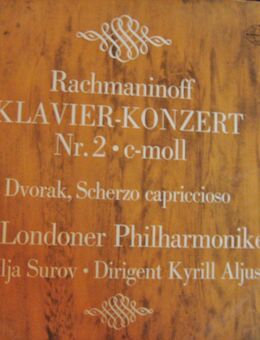 Rachmaninoff
KLAVIER-KONZERT
Nr. 2 • c-moll
Dvorak, Scherzo capriccioso
Londoner Philharmonike
lja Surov • Dirigent Kyrill Aljus